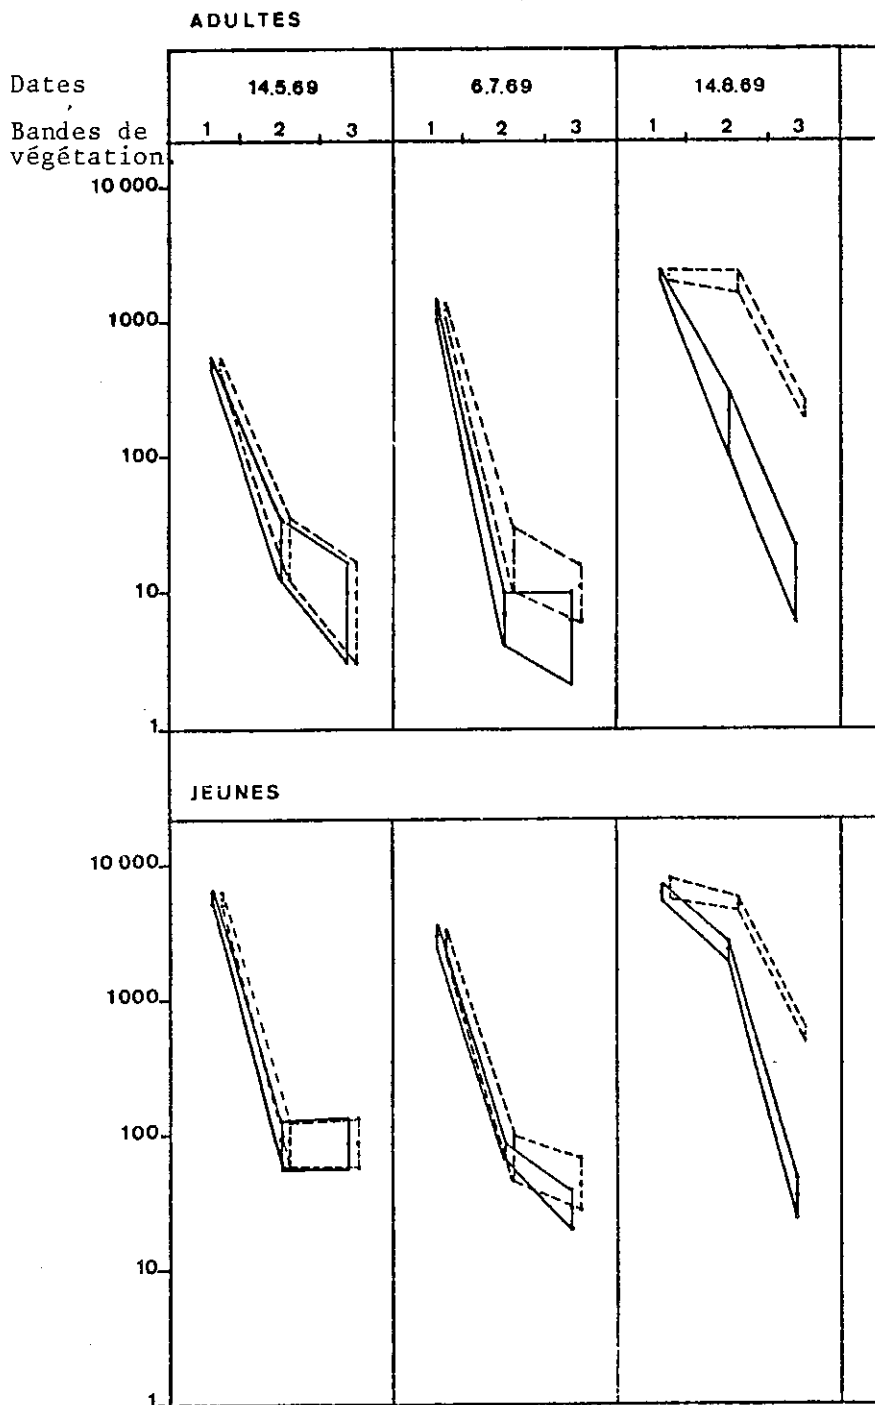 ADULTES
Dates 14.5.69 6.7.69 14.8.69
Bandes de végétation 1 2 3 1 2 3 1 2 3
10 000
1000
100
10
1
JEUNES
10 000
1000
100
10
1